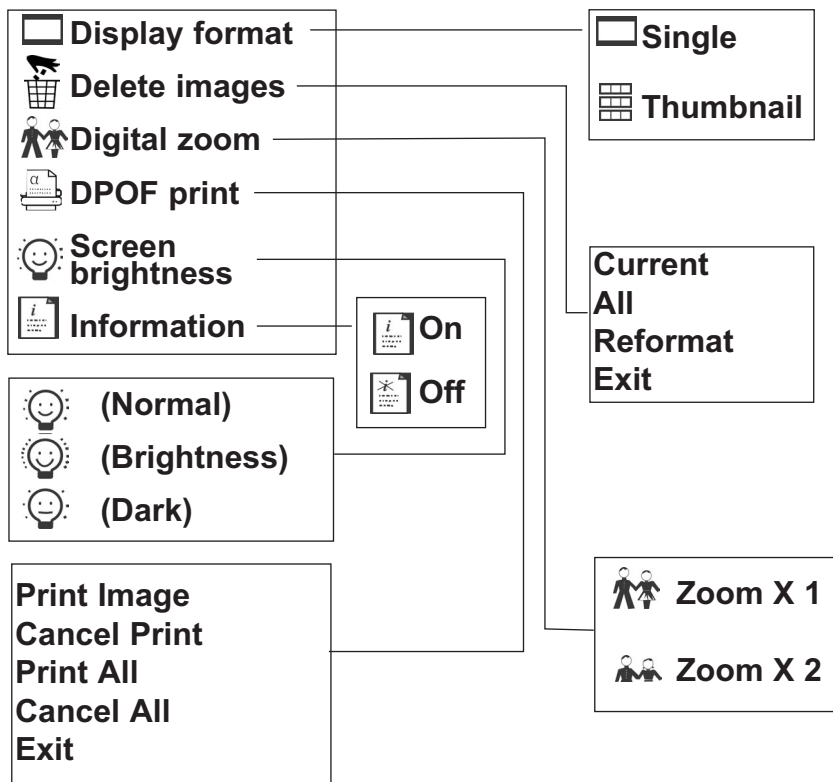 Display format
Delete images
Digital zoom
DPOF print
Screen
brightness
Information
Single
Thumbnail
Current
All
Reformat
Exit
On
Off
(Normal)
(Brightness)
(Dark)
Print Image
Cancel Print
Print All
Cancel All
Exit
Zoom X 1
Zoom X 2